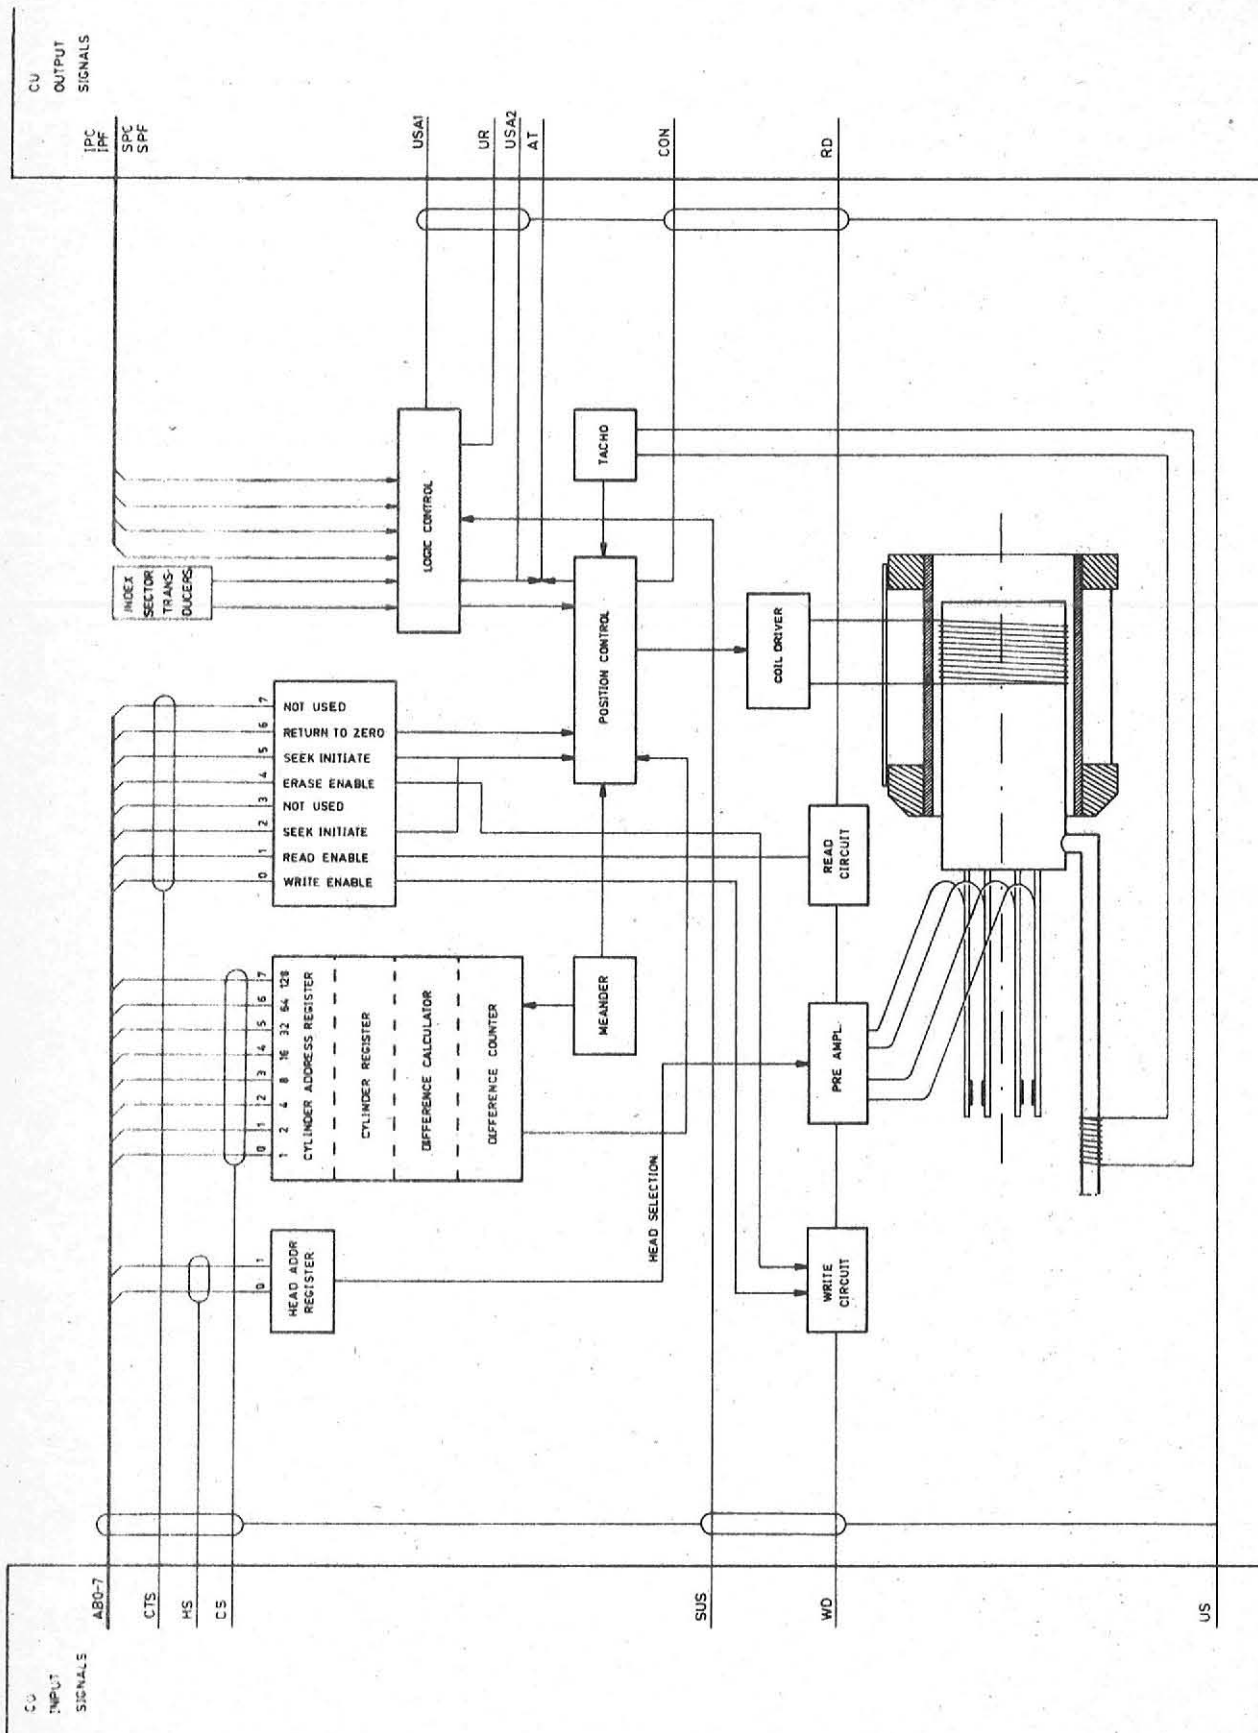 CU
OUTPUT
SIGNALS
IPC
IPF
SPC
SPF
USA1
UR
USA2
AT
CON
RD
INDEX
SECTOR
TRANS-
DUCERS
LOGIC CONTROL
TACHO
POSITION CONTROL
COIL DRIVER
7 NOT USED
6 RETURN TO ZERO
5 SEEK INITIATE
4 ERASE ENABLE
3 NOT USED
2 SEEK INITIATE
1 READ ENABLE
0 WRITE ENABLE
READ
CIRCUIT
MEANDER
PRE AMPL.
0 1 2 3 4 5 6 7
1 2 4 8 16 32 64 128
CYLINDER ADDRESS REGISTER
CYLINDER REGISTER
DIFFERENCE CALCULATOR
DIFFERENCE COUNTER
HEAD SELECTION
0 1
HEAD ADDR
REGISTER
WRITE
CIRCUIT
CU
INPUT
SIGNALS
AB0-7
CTS
HS
CS
SUS
WD
US